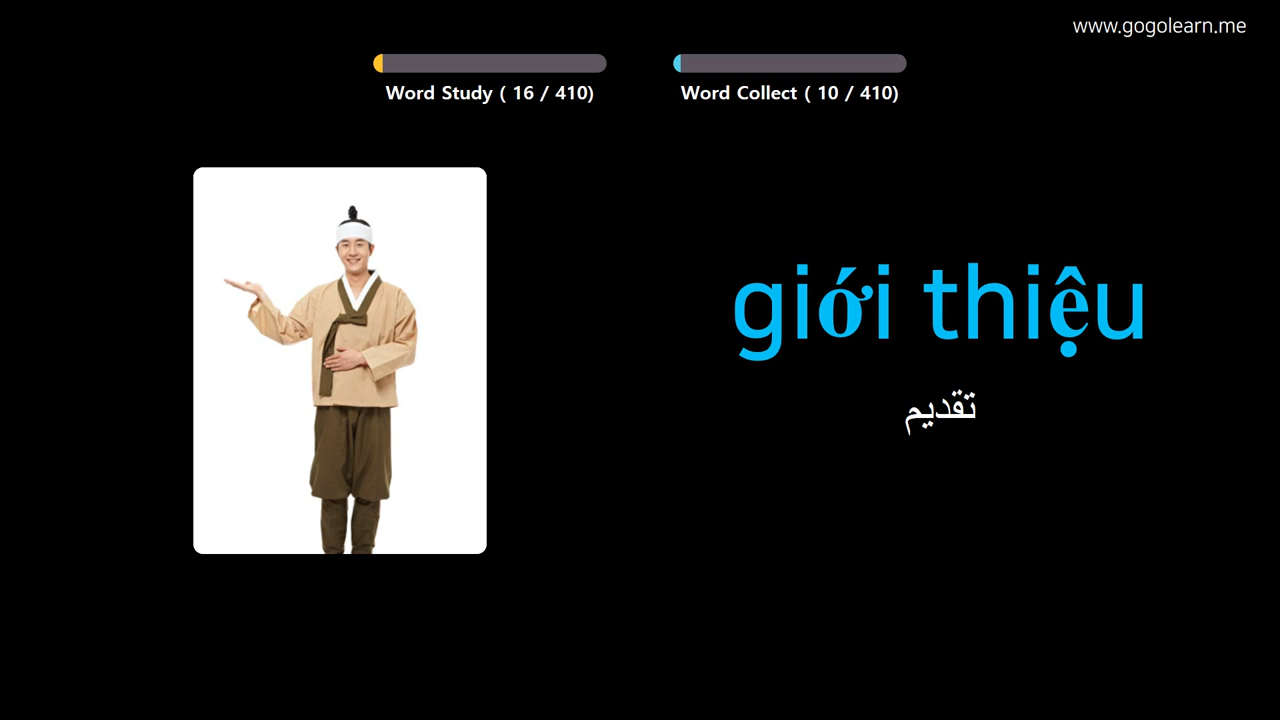 www.gogolearn.me
Word Study ( 16 / 410)
Word Collect ( 10 / 410)
giới thiệu
تقديم